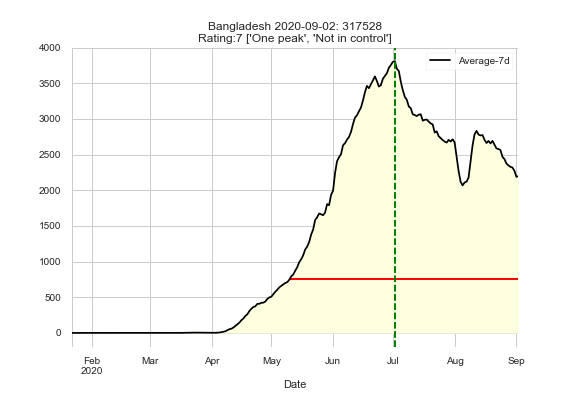 Bangladesh 2020-09-02: 317528
Rating:7 ['One peak', 'Not in control']
Average-7d
4000
3500
3000
2500
2000
1500
1000
500
0
Feb Mar Apr May Jun Jul Aug Sep
2020
Date